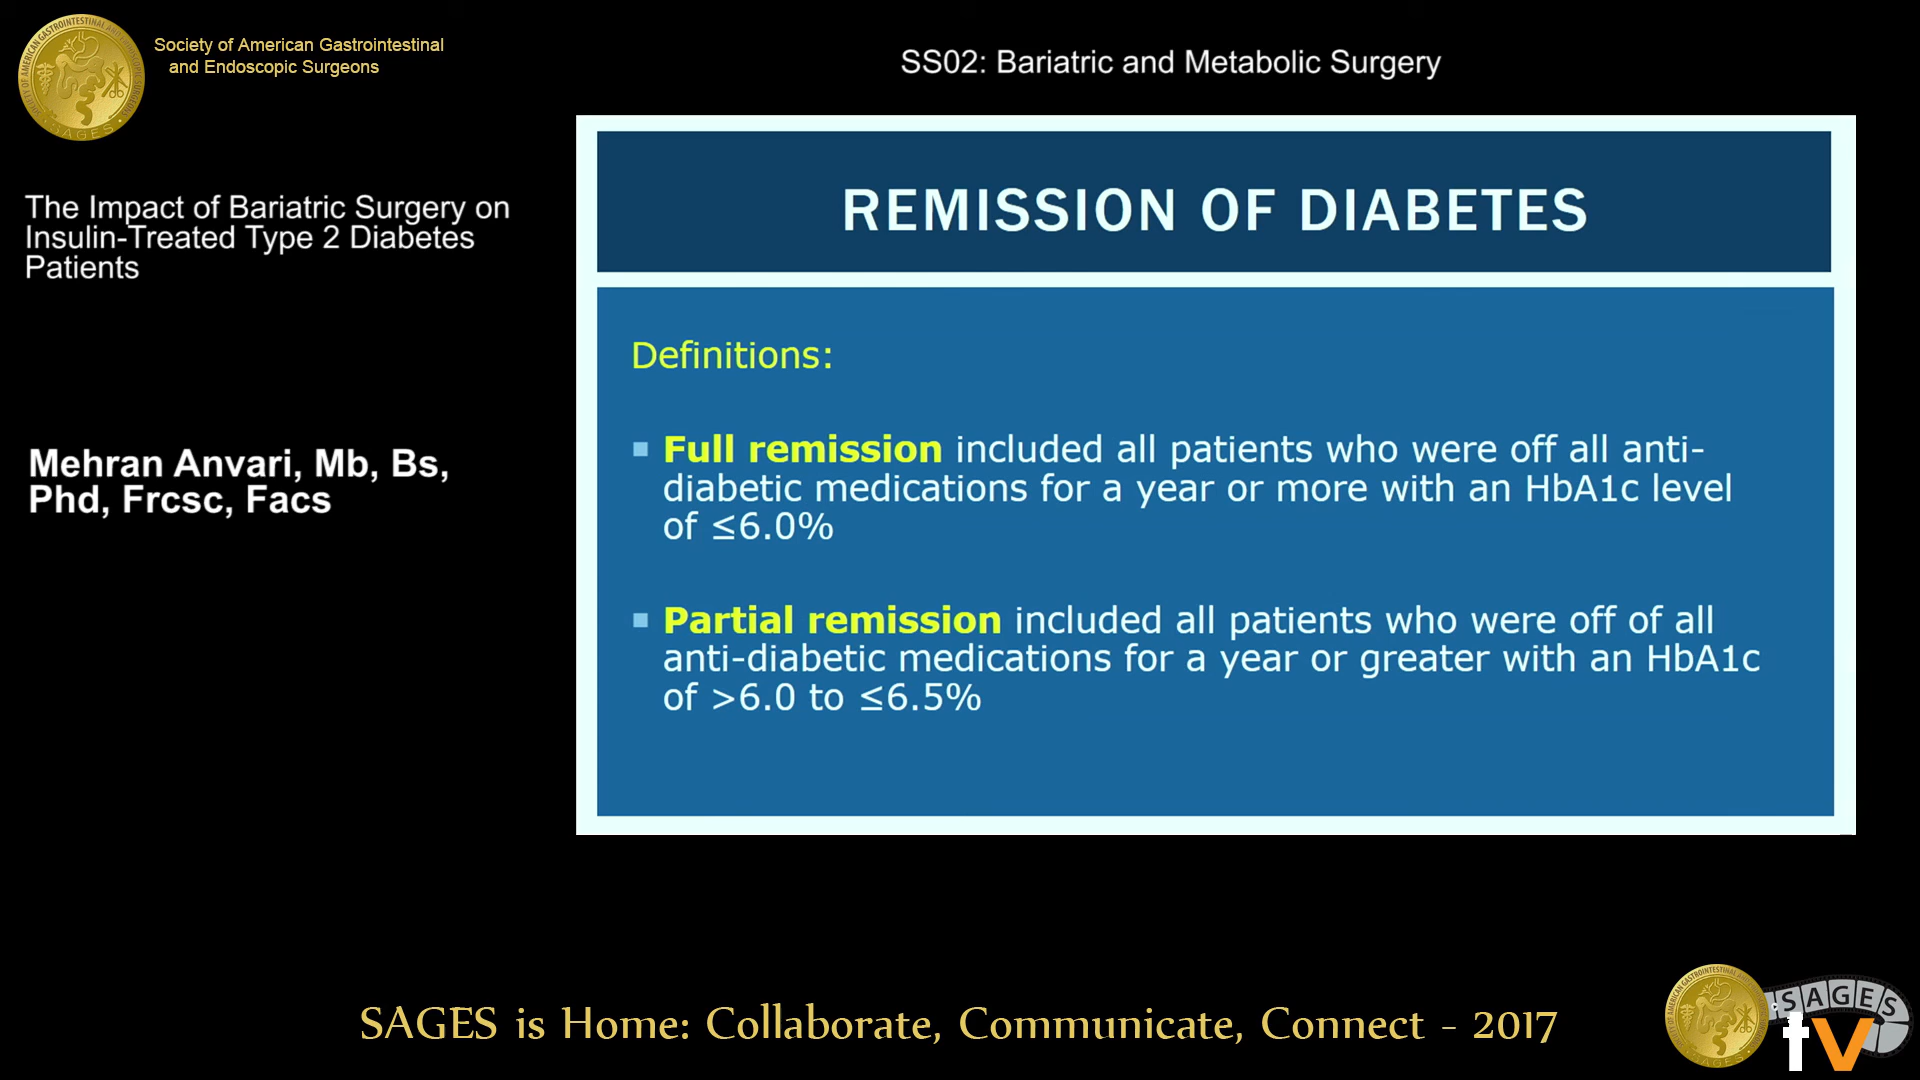 Society of American Gastrointestinal
and Endoscopic Surgeons
SS02: Bariatric and Metabolic Surgery
The Impact of Bariatric Surgery on
Insulin-Treated Type 2 Diabetes
Patients
Mehran Anvari, Mb, Bs,
Phd, Frcsc, Facs
REMISSION OF DIABETES
Definitions:
Full remission included all patients who were off all anti-
diabetic medications for a year or more with an HbA1c level
of ≤6.0%
Partial remission included all patients who were off of all
anti-diabetic medications for a year or greater with an HbA1c
of >6.0 to ≤6.5%
SAGES is Home: Collaborate, Communicate, Connect - 2017
SAGES
tv
SAGES